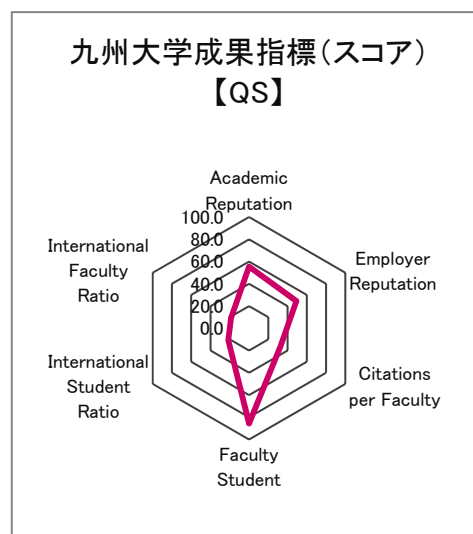 九州大学成果指標（スコア）
【QS】
Academic
Reputation
100.0
80.0
60.0
40.0
20.0
0.0
Employer
Reputation
Citations
per Faculty
Faculty
Student
International
Student
Ratio
International
Faculty
Ratio